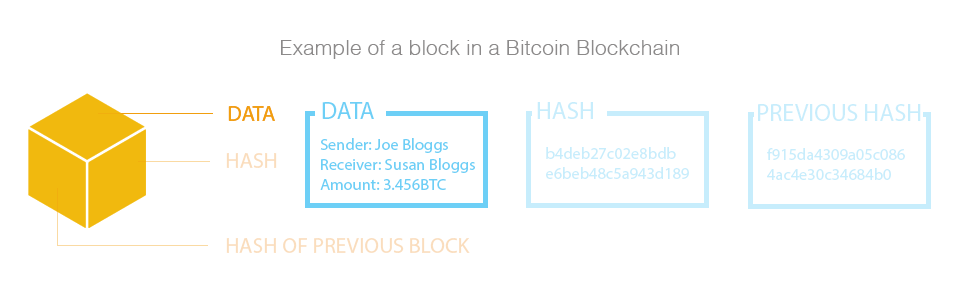 Example of a block in a Bitcoin Blockchain
DATA
HASH
HASH OF PREVIOUS BLOCK
DATA
Sender: Joe Bloggs
Receiver: Susan Bloggs
Amount: 3.456BTC
HASH
b4deb27c02e8bdb
e6beb48c5a943d189
PREVIOUS HASH
f915da4309a05c086
4ac4e30c34684b0